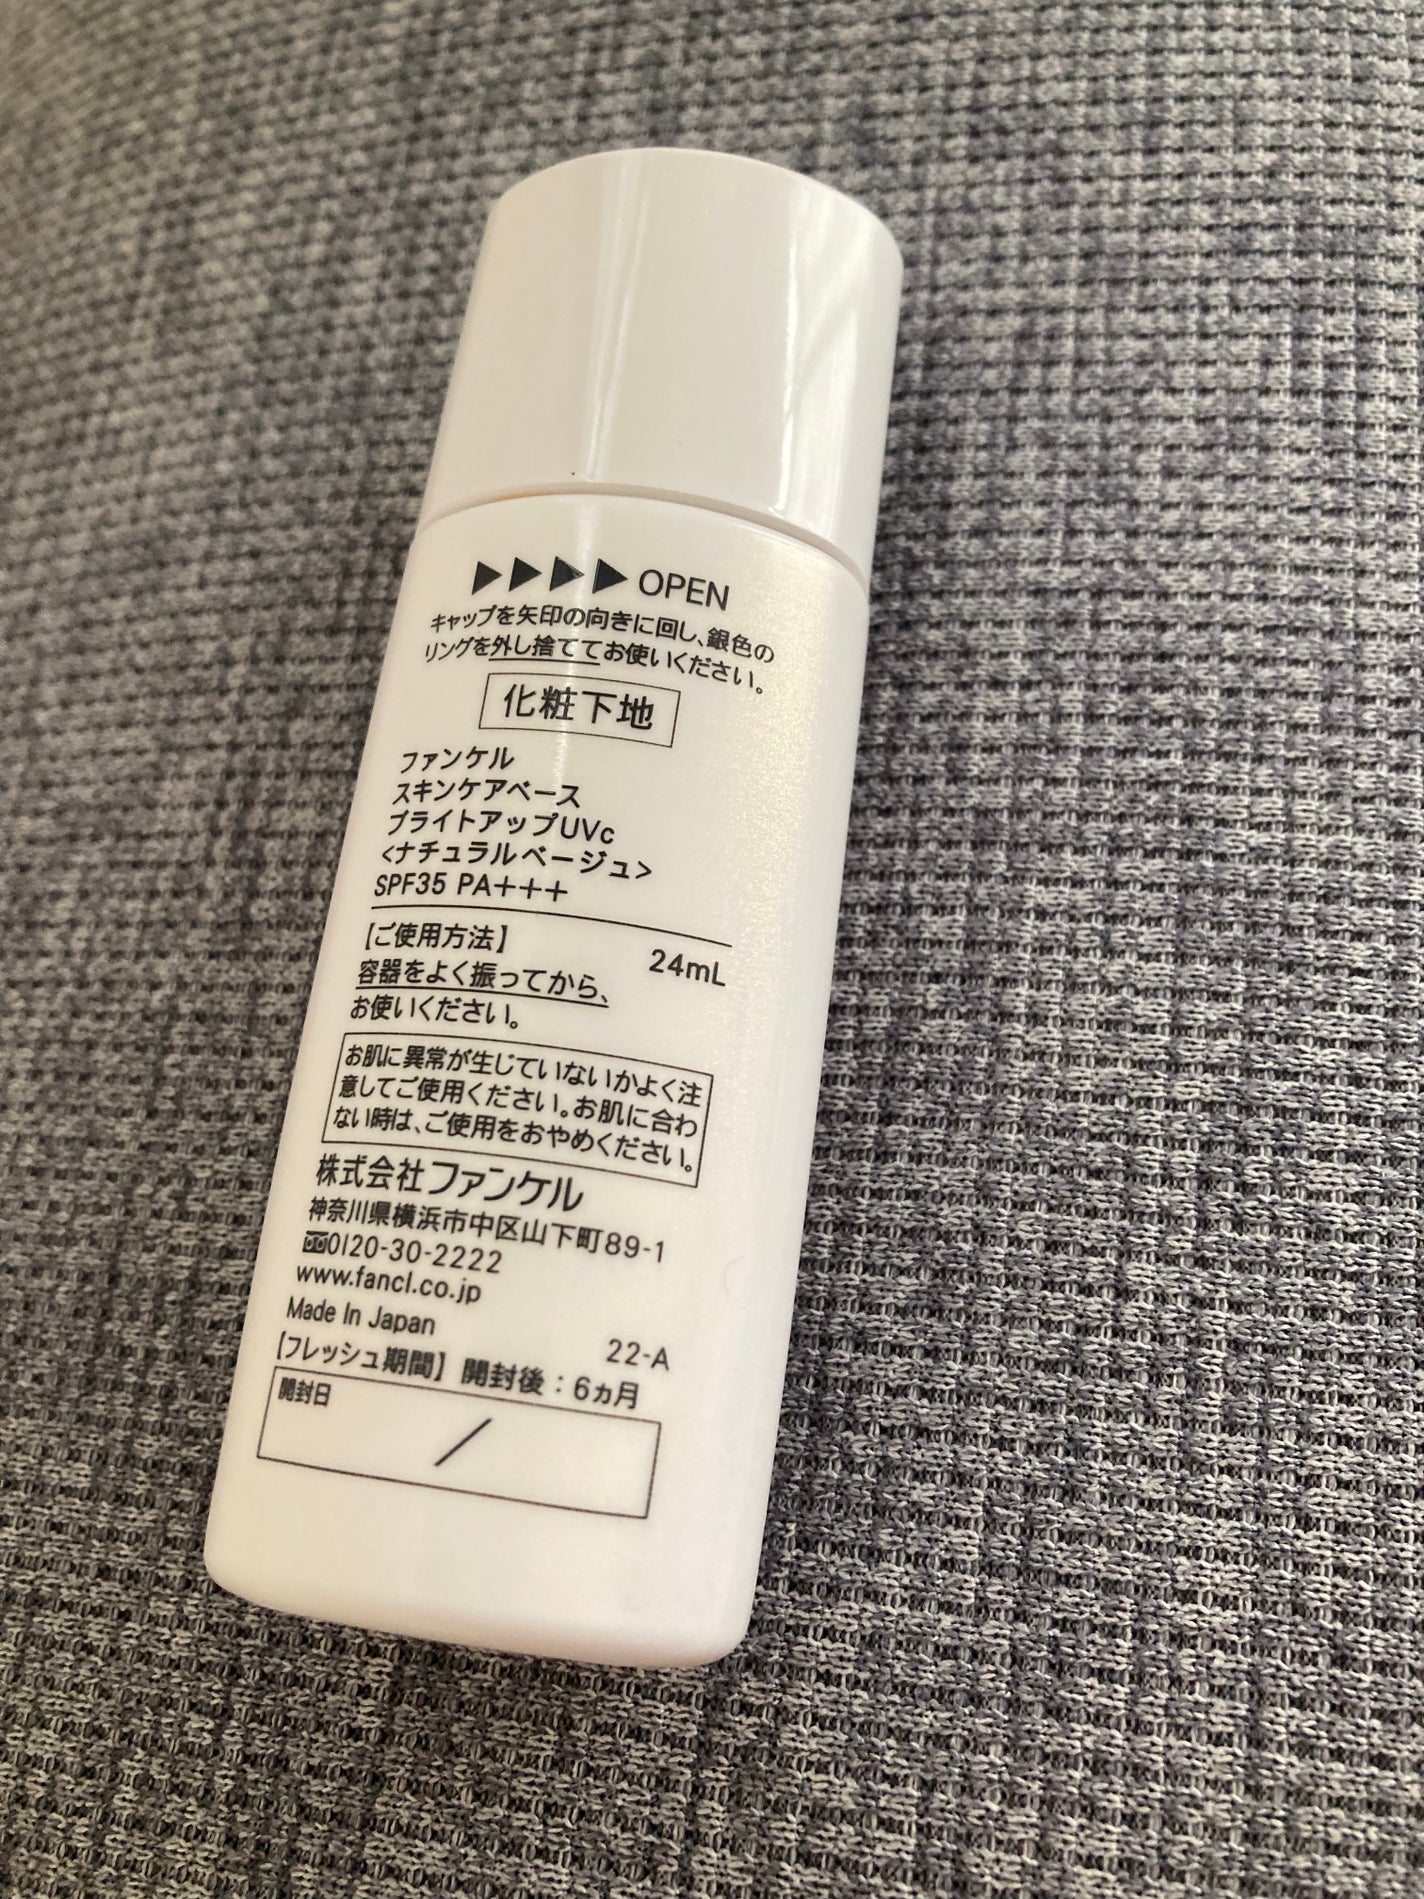 ▶▶▶▶ OPEN
キャップを矢印の向きに回し、銀色の
リングを外し捨ててお使いください。
化粧下地
ファンケル
スキンケアベース
ブライトアップUVc
<ナチュラルベージュ>
SPF35 PA+++
【ご使用方法】 24mL
容器をよく振ってから、
お使いください。
お肌に異常が生じていないかよく注
意してご使用ください。お肌に合わ
ない時は、ご使用をおやめください。
株式会社ファンケル
神奈川県横浜市中区山下町89-1
0120-30-2222
www.fancl.co.jp
Made In Japan 22-A
【フレッシュ期間】 開封後：6ヵ月
開封日
/